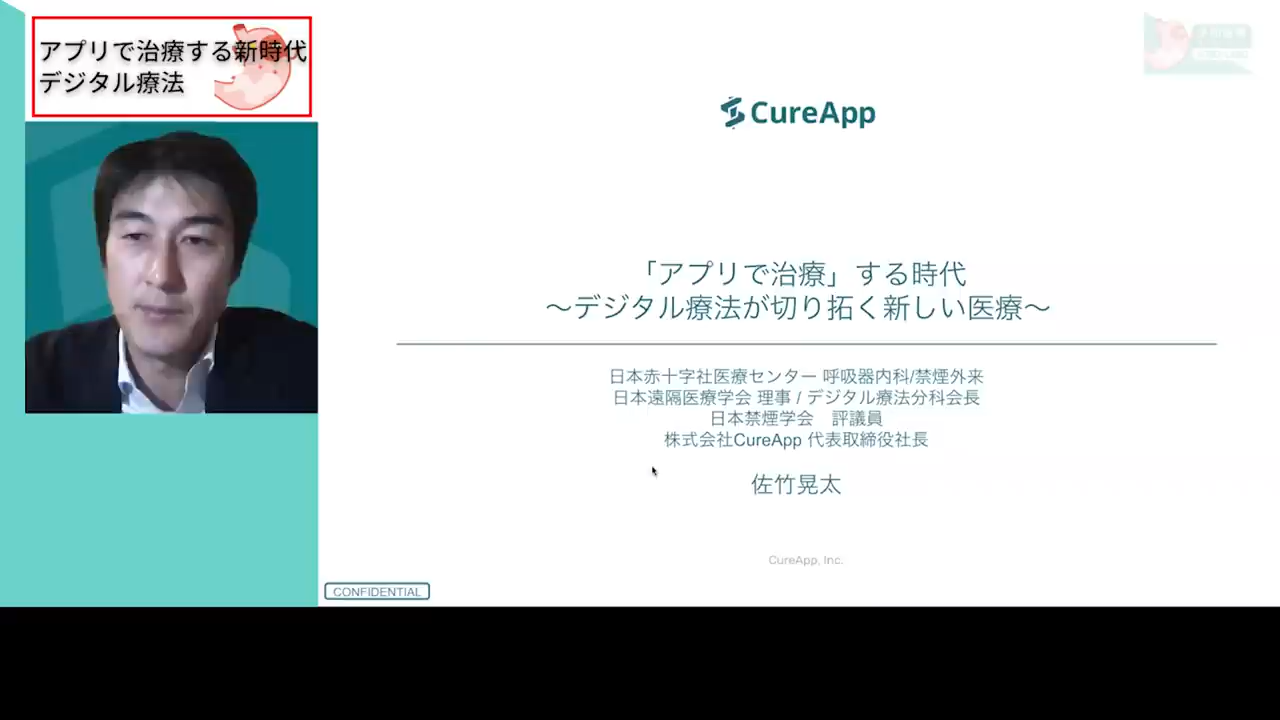 アプリで治療する新時代
デジタル療法
CureApp
「アプリで治療」する時代
〜デジタル療法が切り拓く新しい医療〜
日本赤十字社医療センター 呼吸器内科/禁煙外来
日本遠隔医療学会 理事 / デジタル療法分科会長
日本禁煙学会　評議員
株式会社CureApp 代表取締役社長
佐竹晃太
CureApp, Inc.
CONFIDENTIAL